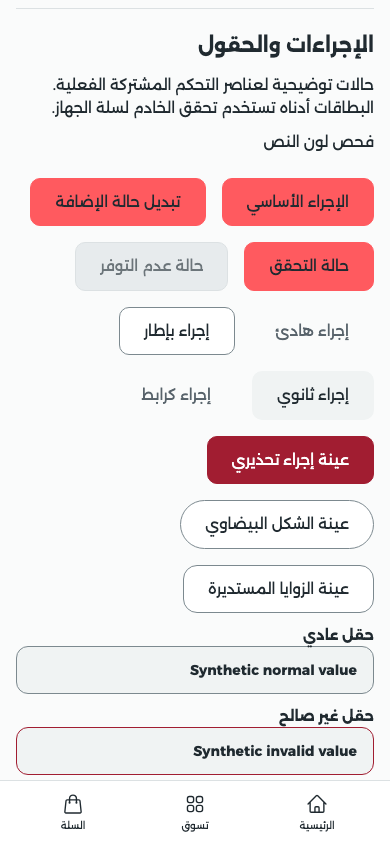 الإجراءات والحقول
حالات توضيحية لعناصر التحكم المشتركة الفعلية.
البطاقات أدناه تستخدم تحقق الخادم لسلة الجهاز.
فحص لون النص
الإجراء الأساسي
تبديل حالة الإضافة
حالة التحقق
حالة عدم التوفر
إجراء هادئ
إجراء بإطار
إجراء ثانوي
إجراء كرابط
عينة إجراء تحذيري
عينة الشكل البيضاوي
عينة الزوايا المستديرة
حقل عادي
Synthetic normal value
حقل غير صالح
Synthetic invalid value
الرئيسية
تسوق
السلة